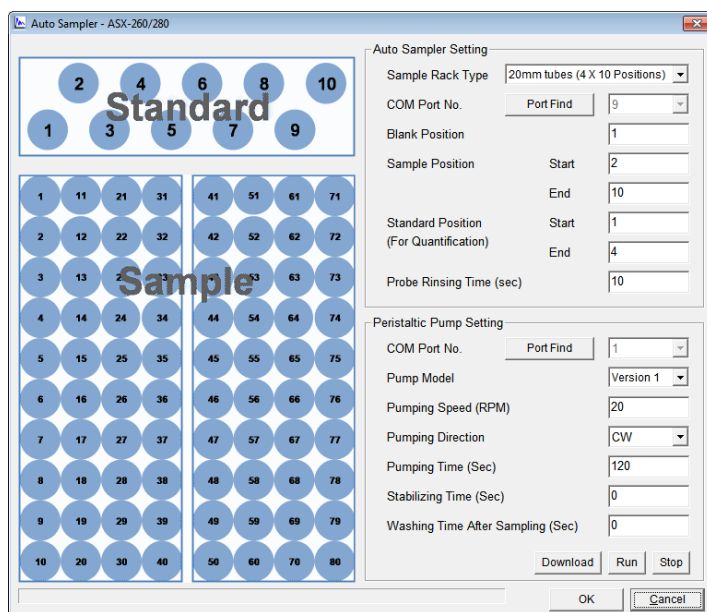 Auto Sampler - ASX-260/280
2 4 6 8 10
Standard
1 3 5 7 9
1 11 21 31 41 51 61 71
2 12 22 32 42 52 62 72
3 13 53 63 73
Sample
4 14 24 34 44 54 64 74
5 15 25 35 45 55 65 75
6 16 26 36 46 56 66 76
7 17 27 37 47 57 67 77
8 18 28 38 48 58 68 78
9 19 29 39 49 59 69 79
10 20 30 40 50 60 70 80
Auto Sampler Setting
Sample Rack Type 20mm tubes (4 X 10 Positions)
COM Port No. Port Find 9
Blank Position 1
Sample Position Start 2
End 10
Standard Position Start 1
(For Quantification)
End 4
Probe Rinsing Time (sec) 10
Peristaltic Pump Setting
COM Port No. Port Find 1
Pump Model Version 1
Pumping Speed (RPM) 20
Pumping Direction CW
Pumping Time (Sec) 120
Stabilizing Time (Sec) 0
Washing Time After Sampling (Sec) 0
Download Run Stop
OK Cancel